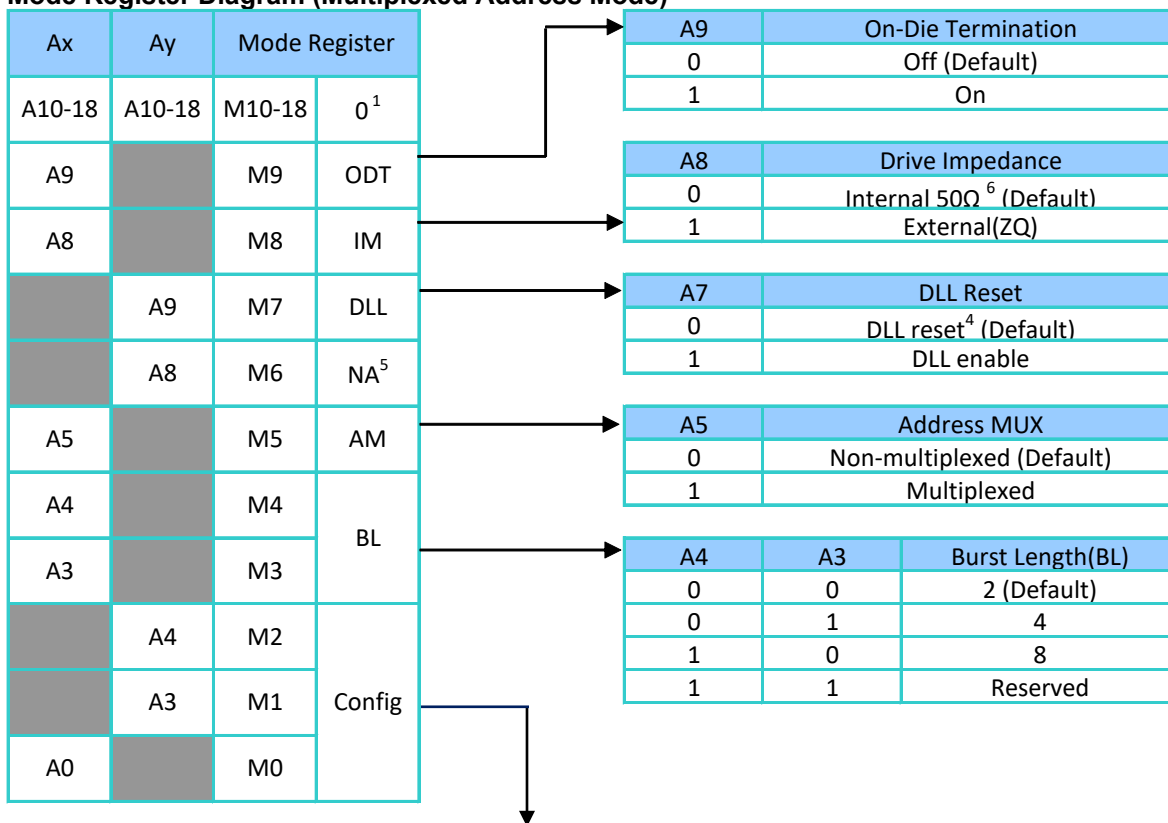 Mode Register Diagram (Multiplexed Address Mode)
Ax Ay Mode Register
A10-18 A10-18 M10-18 0¹
A9 M9 ODT
A8 M8 IM
A9 M7 DLL
A8 M6 NA⁵
A5 M5 AM
A4 M4
BL
A3 M3
A4 M2
A3 M1 Config
A0 M0
A9 On-Die Termination
0 Off (Default)
1 On
A8 Drive Impedance
0 Internal 50Ω ⁶ (Default)
1 External(ZQ)
A7 DLL Reset
0 DLL reset⁴ (Default)
1 DLL enable
A5 Address MUX
0 Non-multiplexed (Default)
1 Multiplexed
A4 A3 Burst Length(BL)
0 0 2 (Default)
0 1 4
1 0 8
1 1 Reserved